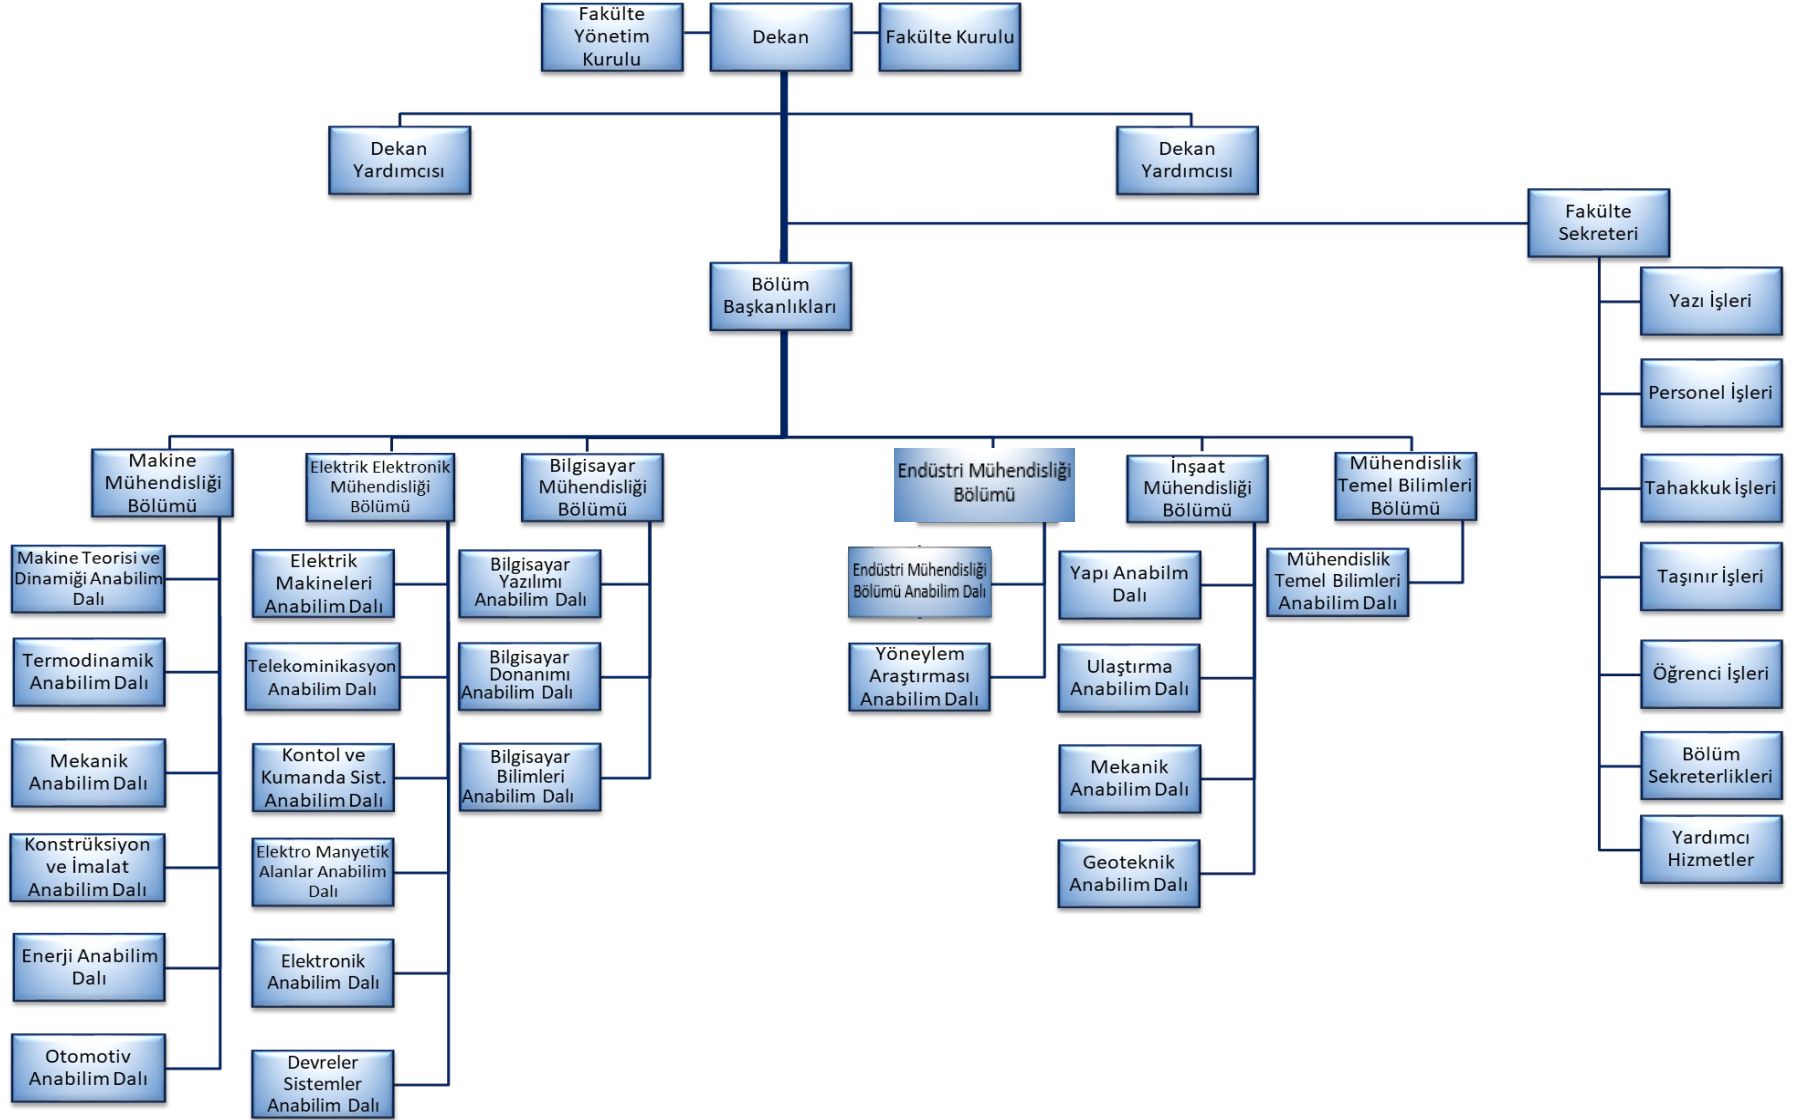 Fakülte
Yönetim
Kurulu
Dekan
Fakülte Kurulu
Dekan
Yardımcısı
Dekan
Yardımcısı
Fakülte
Sekreteri
Bölüm
Başkanlıkları
Yazı İşleri
Personel İşleri
Tahakkuk İşleri
Taşınır İşleri
Öğrenci İşleri
Bölüm
Sekreterlikleri
Yardımcı
Hizmetler
Makine
Mühendisliği
Bölümü
Makine Teorisi ve
Dinamiği Anabilim
Dalı
Termodinamik
Anabilim Dalı
Mekanik
Anabilim Dalı
Konstrüksiyon
ve İmalat
Anabilim Dalı
Enerji Anabilim
Dalı
Otomotiv
Anabilim Dalı
Elektrik Elektronik
Mühendisliği
Bölümü
Elektrik
Makineleri
Anabilim Dalı
Telekominikasyon
Anabilim Dalı
Kontol ve
Kumanda Sist.
Anabilim Dalı
Elektro Manyetik
Alanlar Anabilim
Dalı
Elektronik
Anabilim Dalı
Devreler
Sistemler
Anabilim Dalı
Bilgisayar
Mühendisliği
Bölümü
Bilgisayar
Yazılımı
Anabilim Dalı
Bilgisayar
Donanımı
Anabilim Dalı
Bilgisayar
Bilimleri
Anabilim Dalı
Endüstri Mühendisliği
Bölümü
Endüstri Mühendisliği
Bölümü Anabilim Dalı
Yöneylem
Araştırması
Anabilim Dalı
İnşaat
Mühendisliği
Bölümü
Yapı Anabilm
Dalı
Ulaştırma
Anabilim Dalı
Mekanik
Anabilim Dalı
Geoteknik
Anabilim Dalı
Mühendislik
Temel Bilimleri
Bölümü
Mühendislik
Temel Bilimleri
Anabilim Dalı